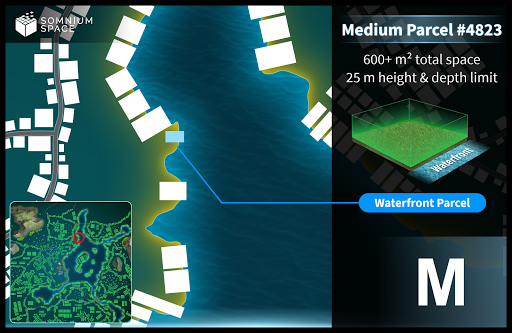 SOMNIUM
SPACE
Medium Parcel #4823
600+ m² total space
25 m height & depth limit
Waterfront
Waterfront Parcel
M